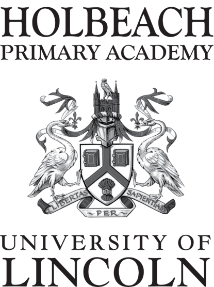 HOLBEACH
PRIMARY ACADEMY
LIBERTAS PER SAPIENTIAM
UNIVERSITY OF
LINCOLN